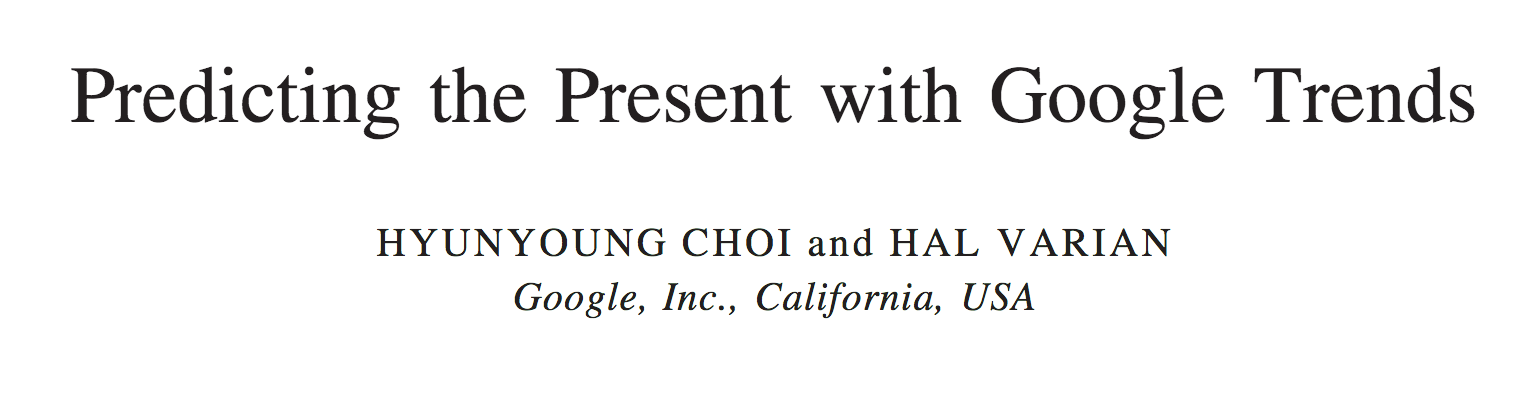 Predicting the Present with Google Trends
HYUNYOUNG CHOI and HAL VARIAN
Google, Inc., California, USA